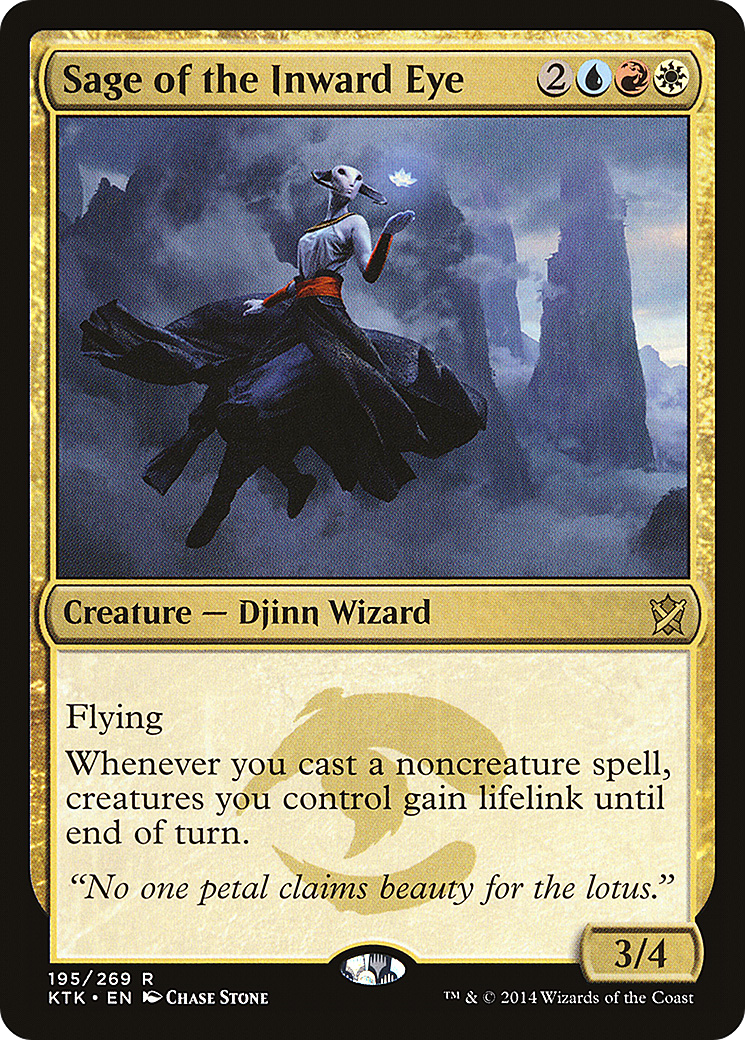 Sage of the Inward Eye 2
Creature — Djinn Wizard
Flying
Whenever you cast a noncreature spell,
creatures you control gain lifelink until
end of turn.
“No one petal claims beauty for the lotus.”
3/4
195/269 R
KTK • EN Chase Stone
™ & © 2014 Wizards of the Coast